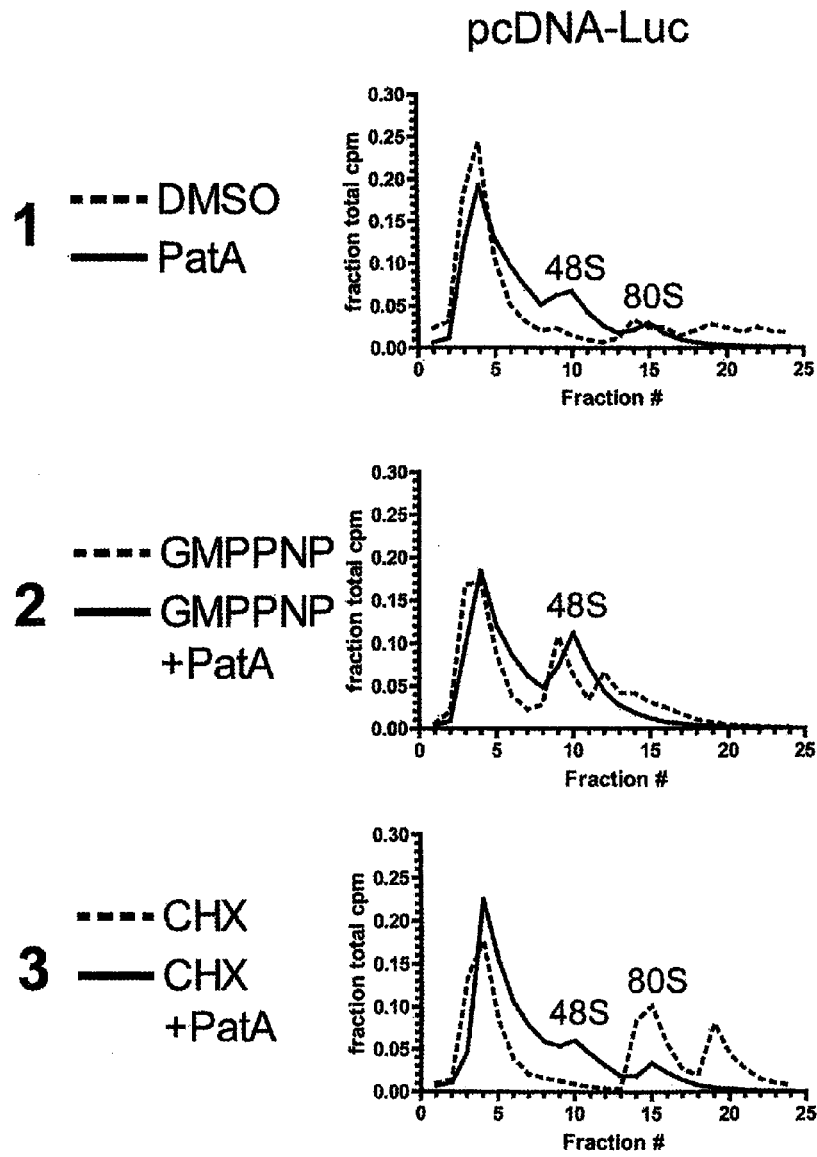 pcDNA-Luc
1
DMSO
PatA
fraction total cpm
0.30
0.25
0.20
0.15
0.10
0.05
0.00
48S
80S
0 5 10 15 20 25
Fraction #
2
GMPPNP
GMPPNP
+PatA
fraction total cpm
0.30
0.25
0.20
0.15
0.10
0.05
0.00
48S
0 5 10 15 20 25
Fraction #
3
CHX
CHX
+PatA
fraction total cpm
0.30
0.25
0.20
0.15
0.10
0.05
0.00
48S
80S
0 5 10 15 20 25
Fraction #